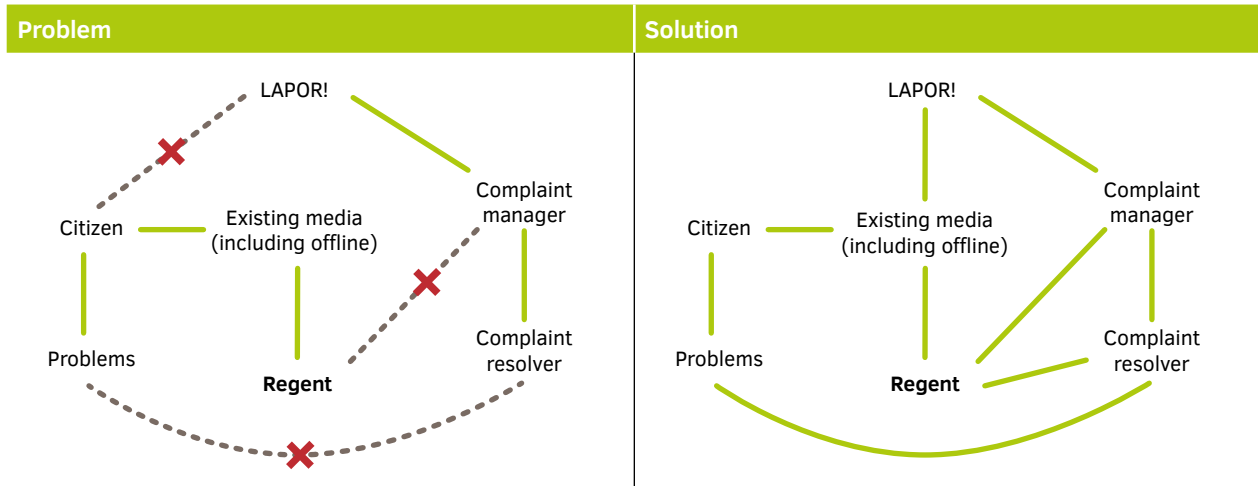 Problem
LAPOR!
Citizen
Existing media
(including offline)
Complaint
manager
Problems
Regent
Complaint
resolver
Solution
LAPOR!
Citizen
Existing media
(including offline)
Complaint
manager
Problems
Regent
Complaint
resolver